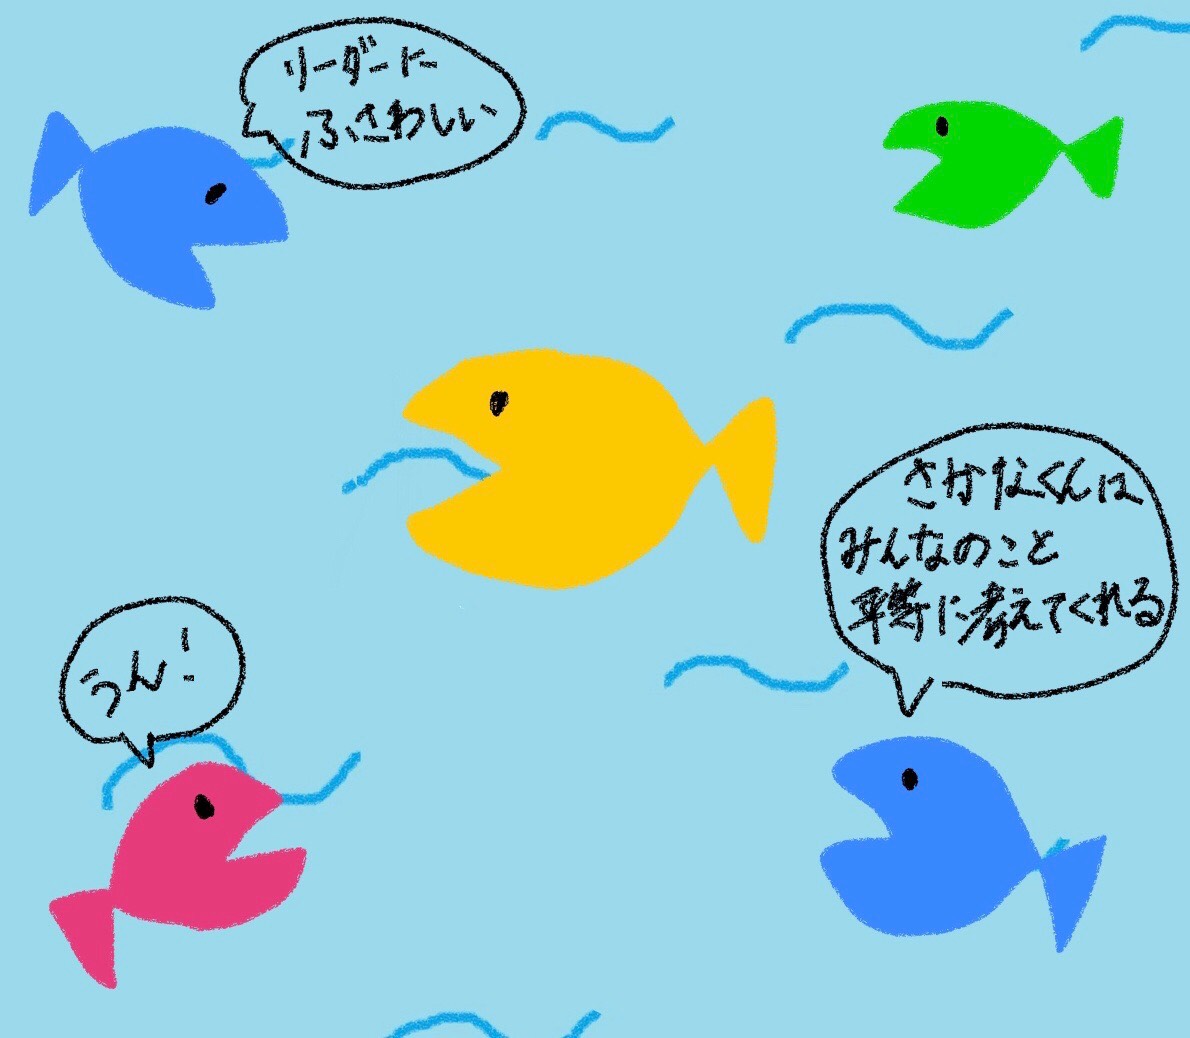 リーダーに
ふさわしい
さかなくんは
みんなのこと
平等に考えてくれる
うん!